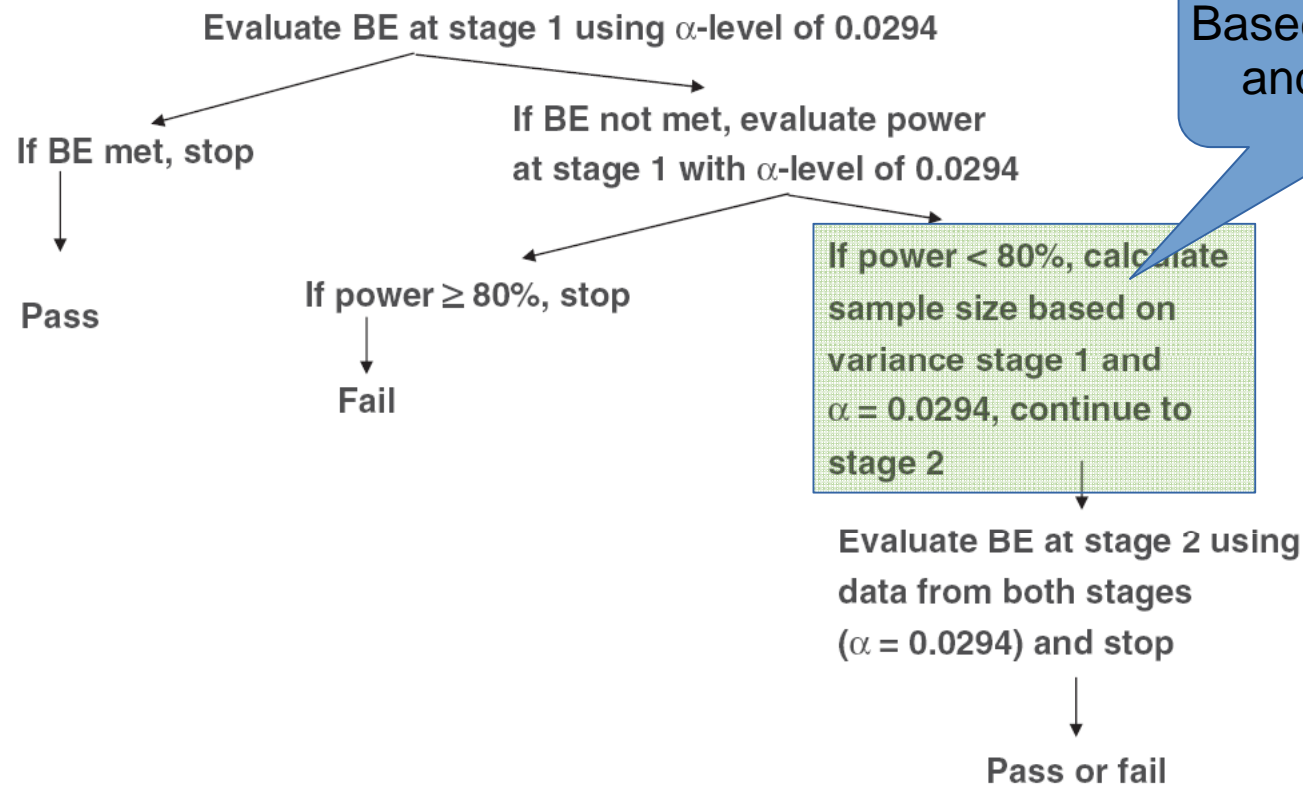 Evaluate BE at stage 1 using α-level of 0.0294
Based
and
If BE met, stop
If BE not met, evaluate power
at stage 1 with α-level of 0.0294
Pass
If power ≥ 80%, stop
Fail
If power < 80%, calculate
sample size based on
variance stage 1 and
α = 0.0294, continue to
stage 2
Evaluate BE at stage 2 using
data from both stages
(α = 0.0294) and stop
Pass or fail